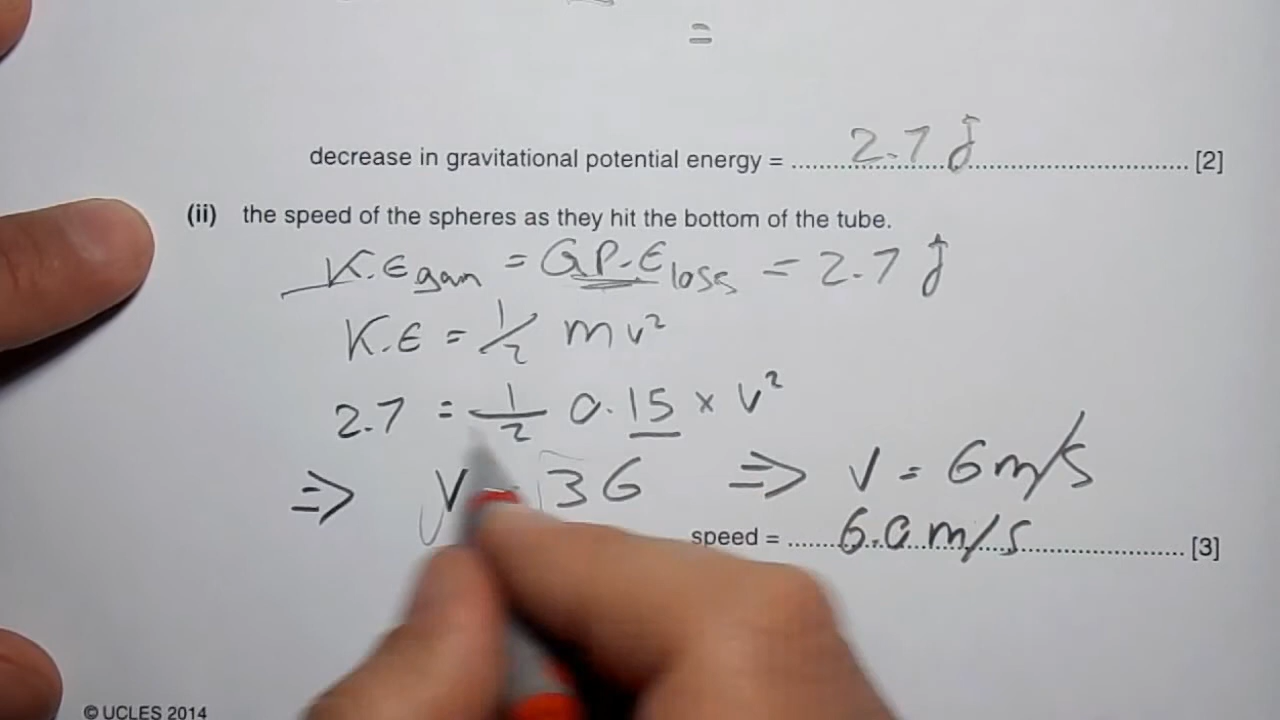 =
decrease in gravitational potential energy = .......... 2.7 J .......... [2]
(ii) the speed of the spheres as they hit the bottom of the tube.
K.E gain = G.P.E loss = 2.7 J
K.E = 1/2 m v²
2.7 = 1/2 0.15 × v²
⇒ V 36 ⇒ V = 6 m/s
speed = .......... 6.0 m/s .......... [3]
© UCLES 2014